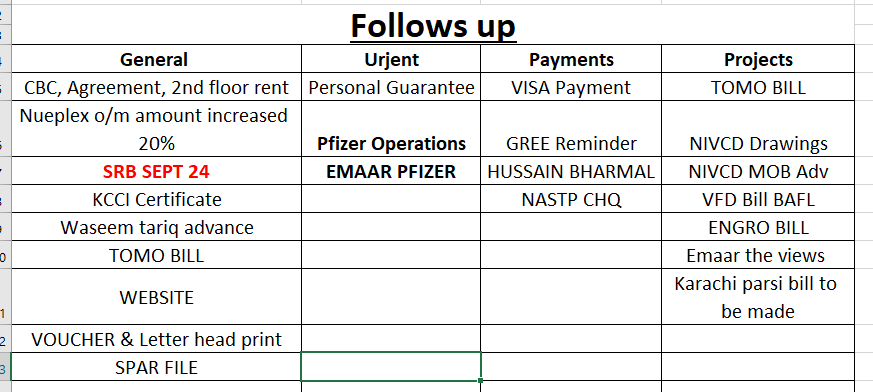 Follows up
General Urjent Payments Projects
CBC, Agreement, 2nd floor rent Personal Guarantee VISA Payment TOMO BILL
Nueplex o/m amount increased
20% Pfizer Operations GREE Reminder NIVCD Drawings
SRB SEPT 24 EMAAR PFIZER HUSSAIN BHARMAL NIVCD MOB Adv
KCCI Certificate NASTP CHQ VFD Bill BAFL
Waseem tariq advance ENGRO BILL
TOMO BILL Emaar the views
WEBSITE Karachi parsi bill to
be made
VOUCHER & Letter head print
SPAR FILE